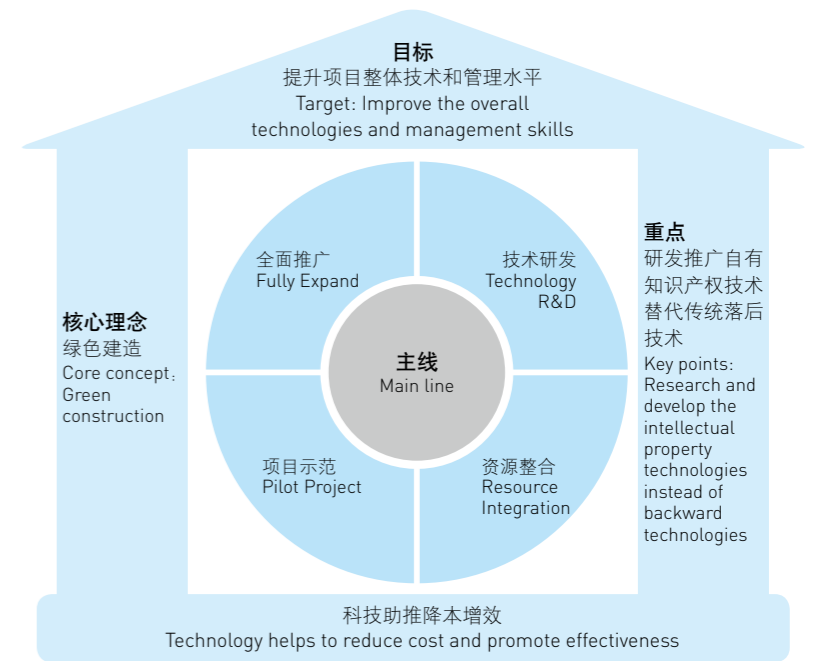 目标
提升项目整体技术和管理水平
Target: Improve the overall
technologies and management skills
核心理念
绿色建造
Core concept:
Green
construction
全面推广
Fully Expand
技术研发
Technology
R&D
主线
Main line
项目示范
Pilot Project
资源整合
Resource
Integration
重点
研发推广自有
知识产权技术
替代传统落后
技术
Key points:
Research and
develop the
intellectual
property
technologies
instead of
backward
technologies
科技助推降本增效
Technology helps to reduce cost and promote effectiveness